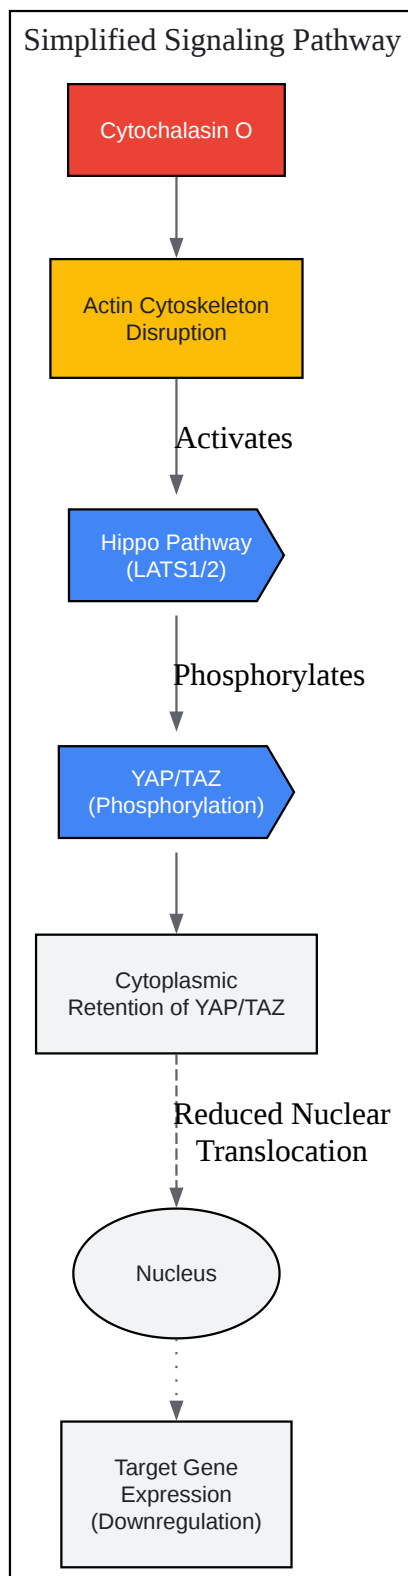 Simplified Signaling Pathway
Cytochalasin O
Actin Cytoskeleton
Disruption
Activates
Hippo Pathway
(LATS1/2)
Phosphorylates
YAP/TAZ
(Phosphorylation)
Cytoplasmic
Retention of YAP/TAZ
Reduced Nuclear
Translocation
Nucleus
Target Gene
Expression
(Downregulation)